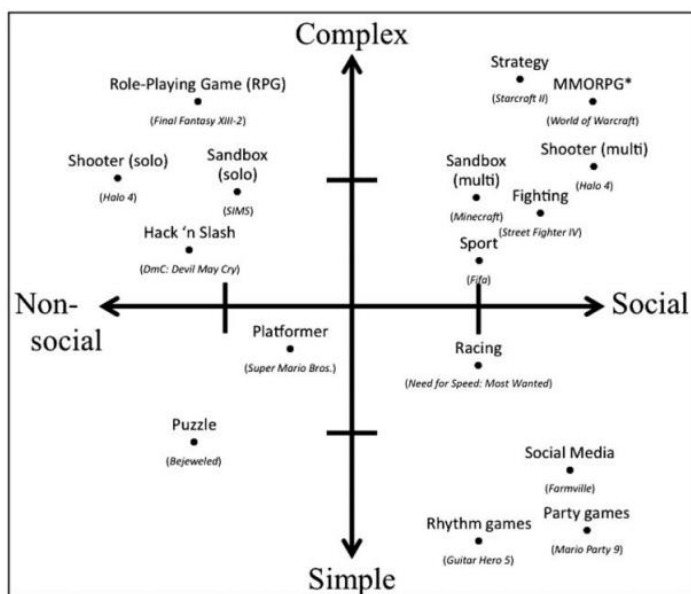 Complex
Strategy
(Starcraft II)
Role-Playing Game (RPG)
(Final Fantasy XIII-2)
MMORPG*
(World of Warcraft)
Shooter (solo)
(Halo 4)
Sandbox
(solo)
(SIMS)
Sandbox
(multi)
(Minecraft)
Shooter (multi)
(Halo 4)
Fighting
(Street Fighter IV)
Hack ‘n Slash
(DmC: Devil May Cry)
Sport
(Fifa)
Non-
social
Social
Platformer
(Super Mario Bros.)
Racing
(Need for Speed: Most Wanted)
Puzzle
(Bejeweled)
Social Media
(Farmville)
Rhythm games
(Guitar Hero 5)
Party games
(Mario Party 9)
Simple